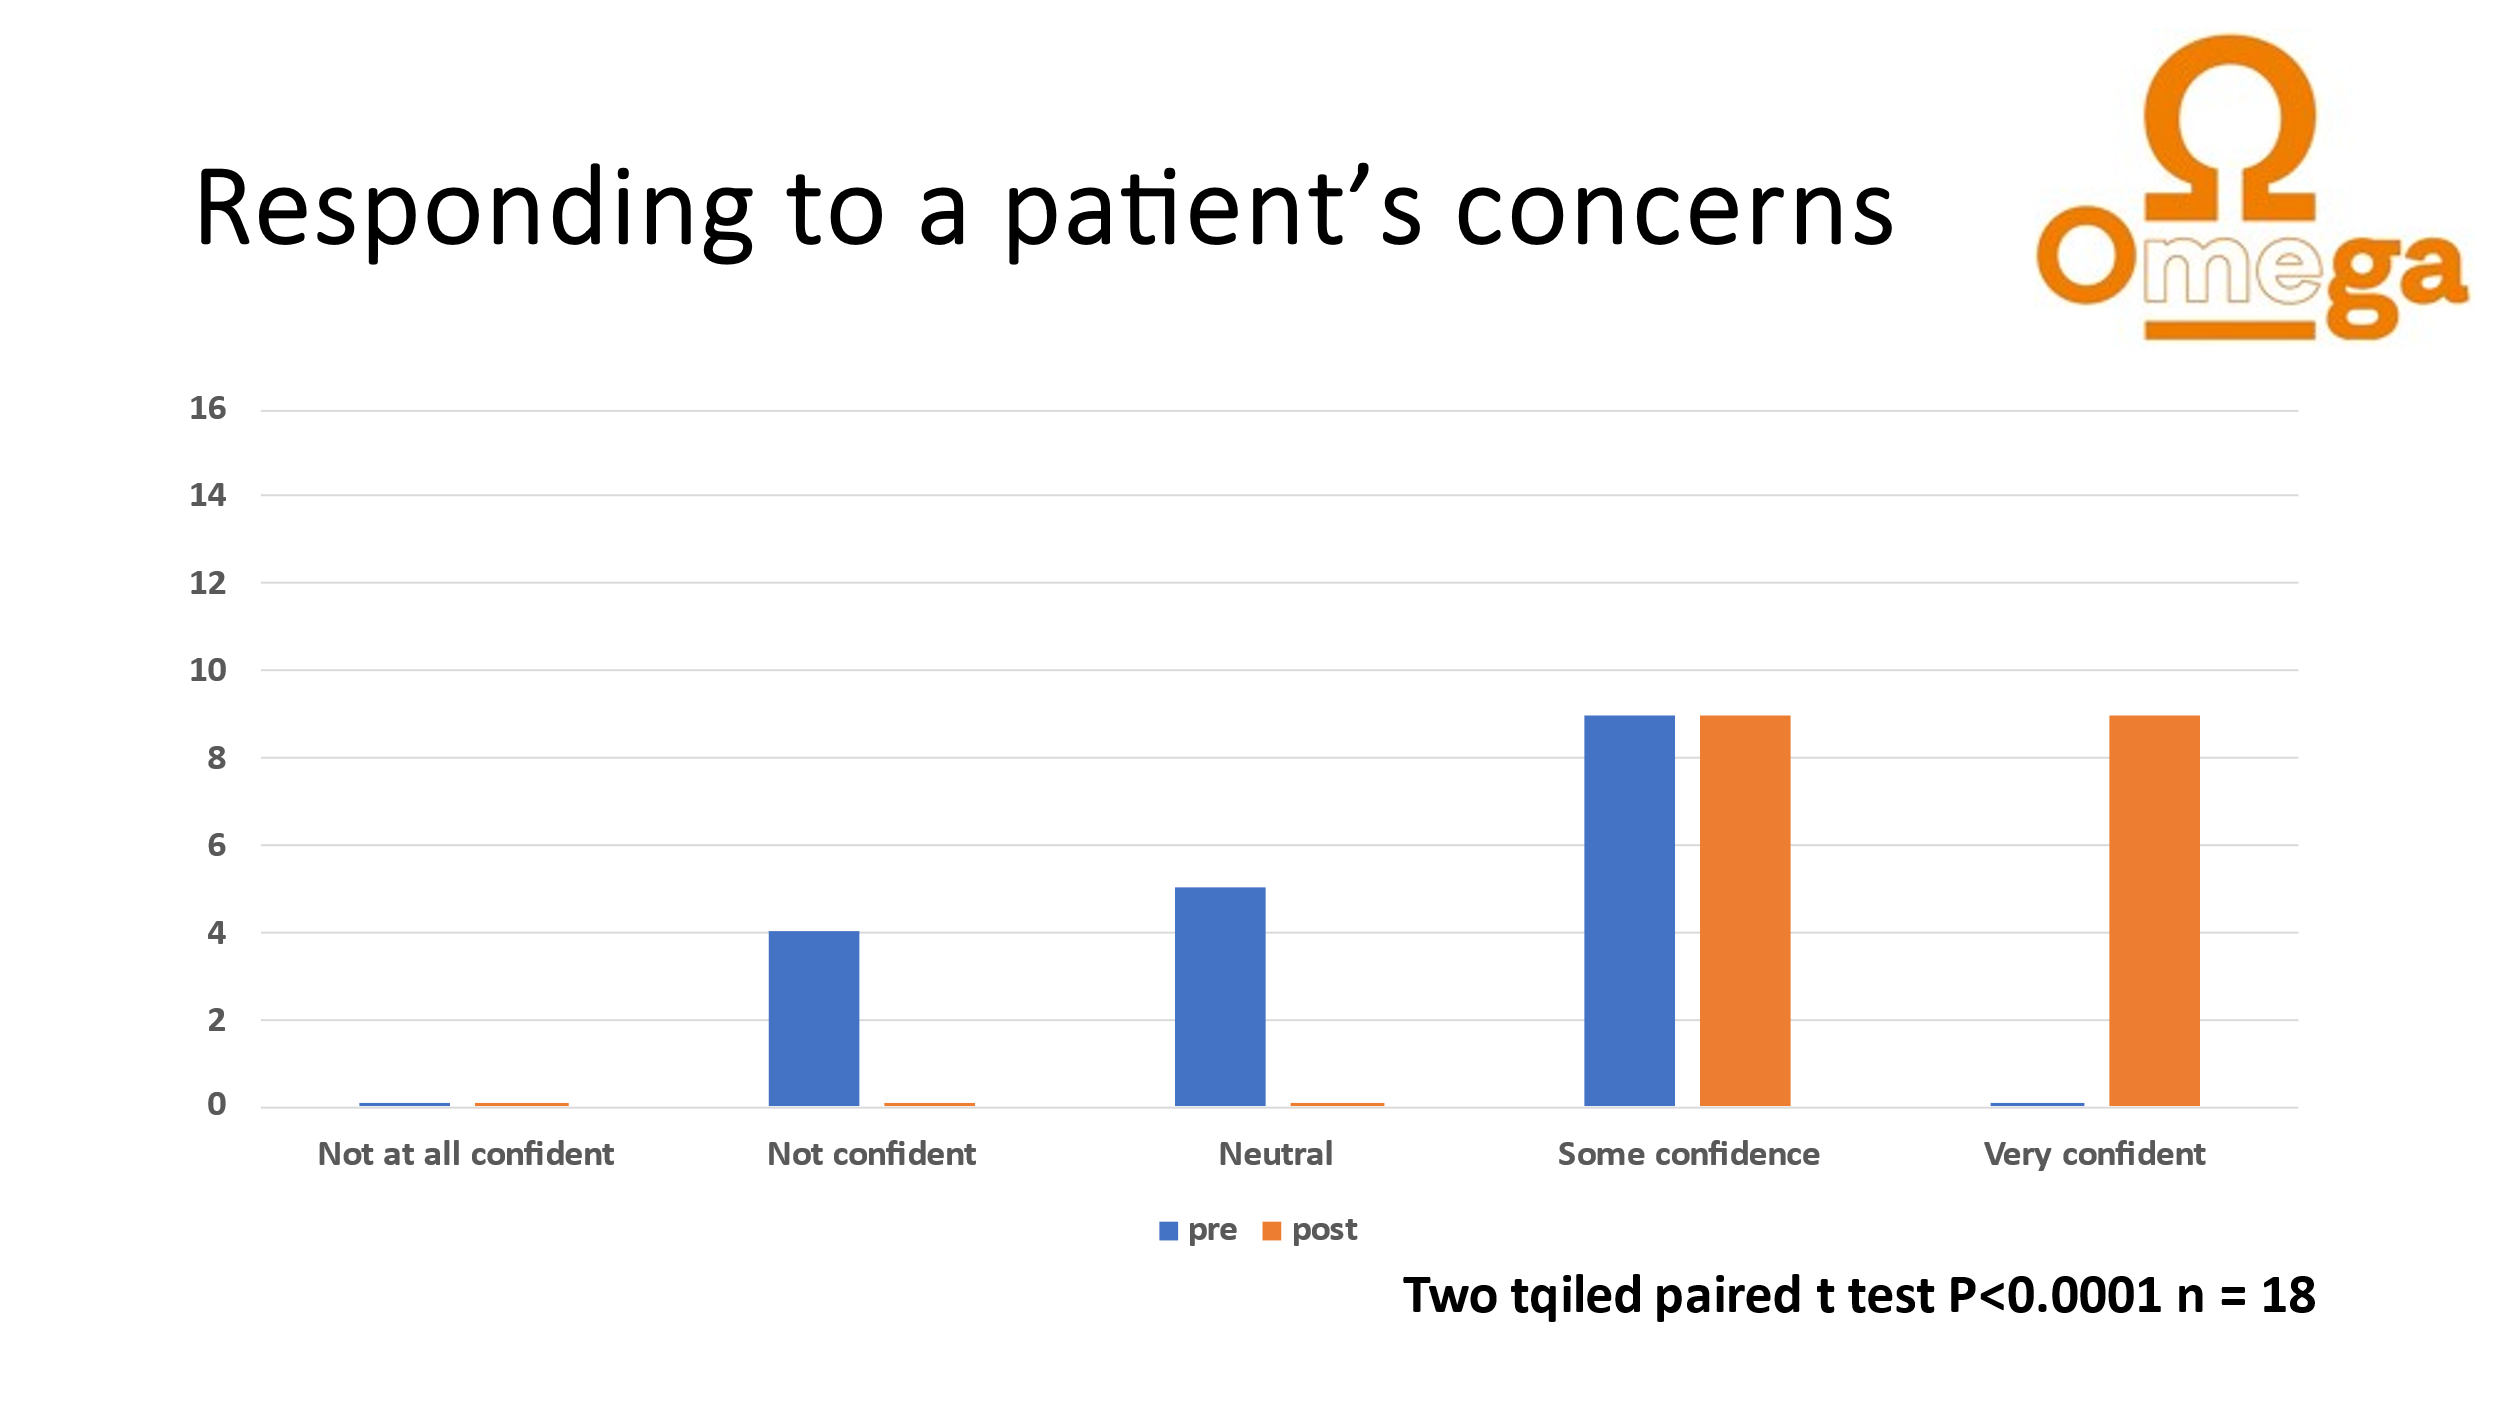 Responding to a patient’s concerns
Ω
Omega
16
14
12
10
8
6
4
2
0
Not at all confident Not confident Neutral Some confidence Very confident
pre post
Two tqiled paired t test P<0.0001 n = 18